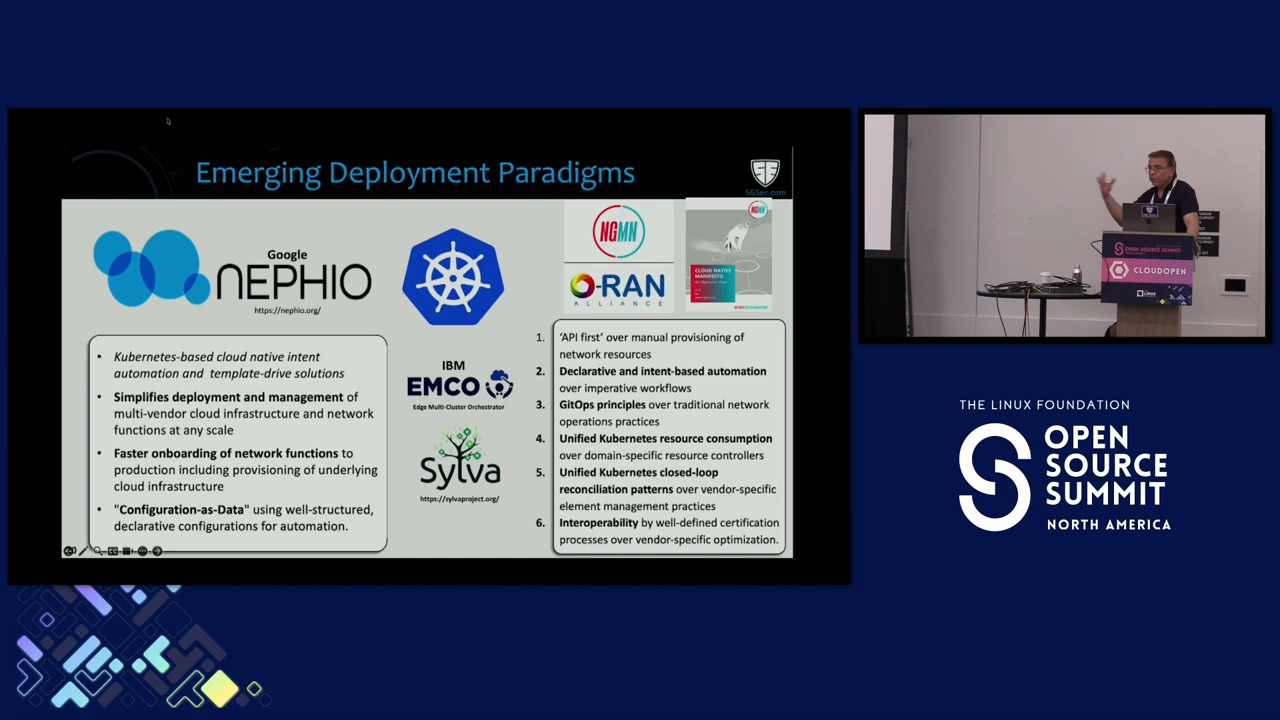 Emerging Deployment Paradigms
5GSec.com
Google
NEPHIO
https://nephio.org/
• Kubernetes-based cloud native intent
automation and template-drive solutions
• Simplifies deployment and management of
multi-vendor cloud infrastructure and network
functions at any scale
• Faster onboarding of network functions to
production including provisioning of underlying
cloud infrastructure
• "Configuration-as-Data" using well-structured,
declarative configurations for automation.
IBM
EMCO
Edge Multi-Cluster Orchestrator
Sylva
https://sylvaproject.org/
NGMN
O-RAN
ALLIANCE
NGMN
CLOUD NATIVE
MANIFESTO
1. 'API first' over manual provisioning of
network resources
2. Declarative and intent-based automation
over imperative workflows
3. GitOps principles over traditional network
operations practices
4. Unified Kubernetes resource consumption
over domain-specific resource controllers
5. Unified Kubernetes closed-loop
reconciliation patterns over vendor-specific
element management practices
6. Interoperability by well-defined certification
processes over vendor-specific optimization.
OPEN SOURCE SUMMIT
CLOUDOPEN
THE LINUX FOUNDATION
OPEN
SOURCE
SUMMIT
NORTH AMERICA